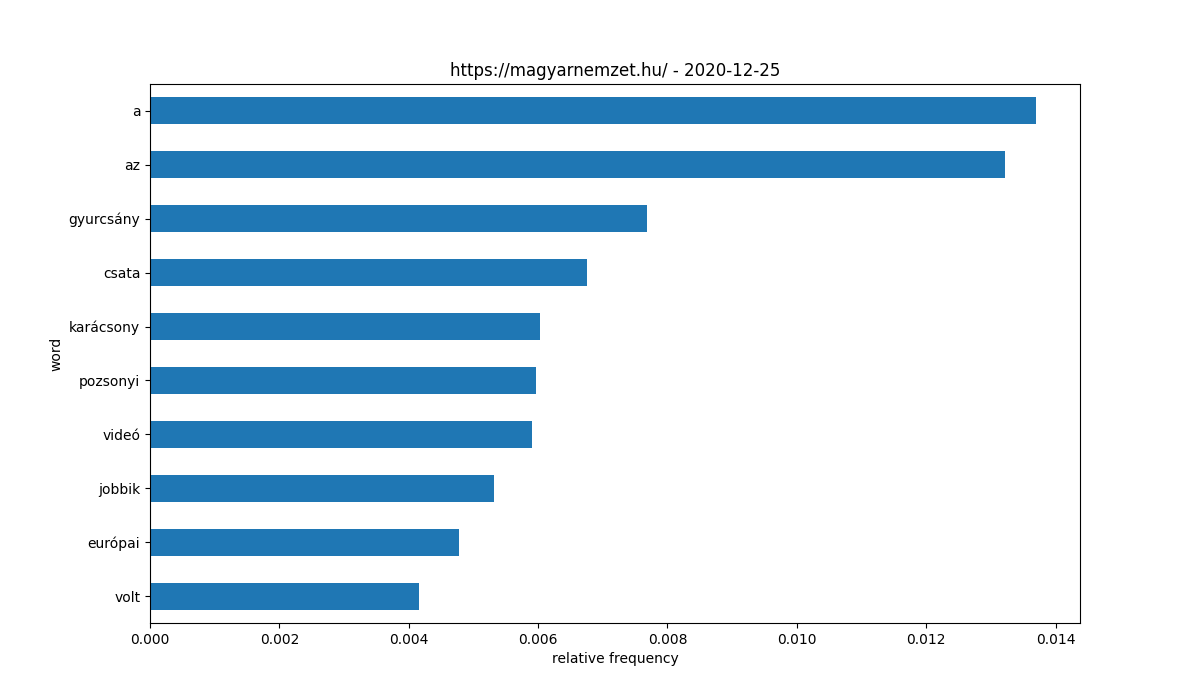 https://magyarnemzet.hu/ - 2020-12-25
a
az
gyurcsány
csata
karácsony
pozsonyi
videó
jobbik
európai
volt
word
0.000 0.002 0.004 0.006 0.008 0.010 0.012 0.014
relative frequency